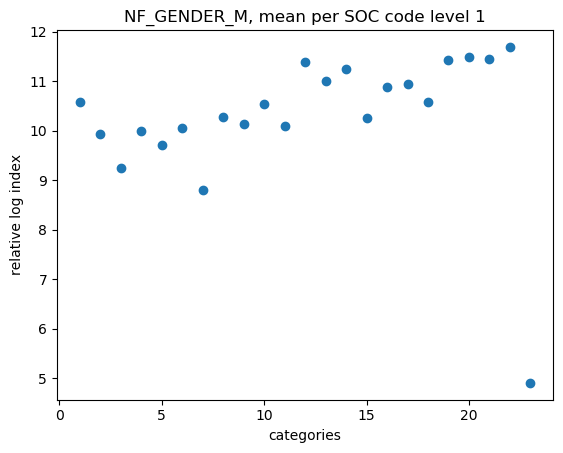 NF_GENDER_M, mean per SOC code level 1
12
11
10
9
8
7
6
5
relative log index
0 5 10 15 20
categories